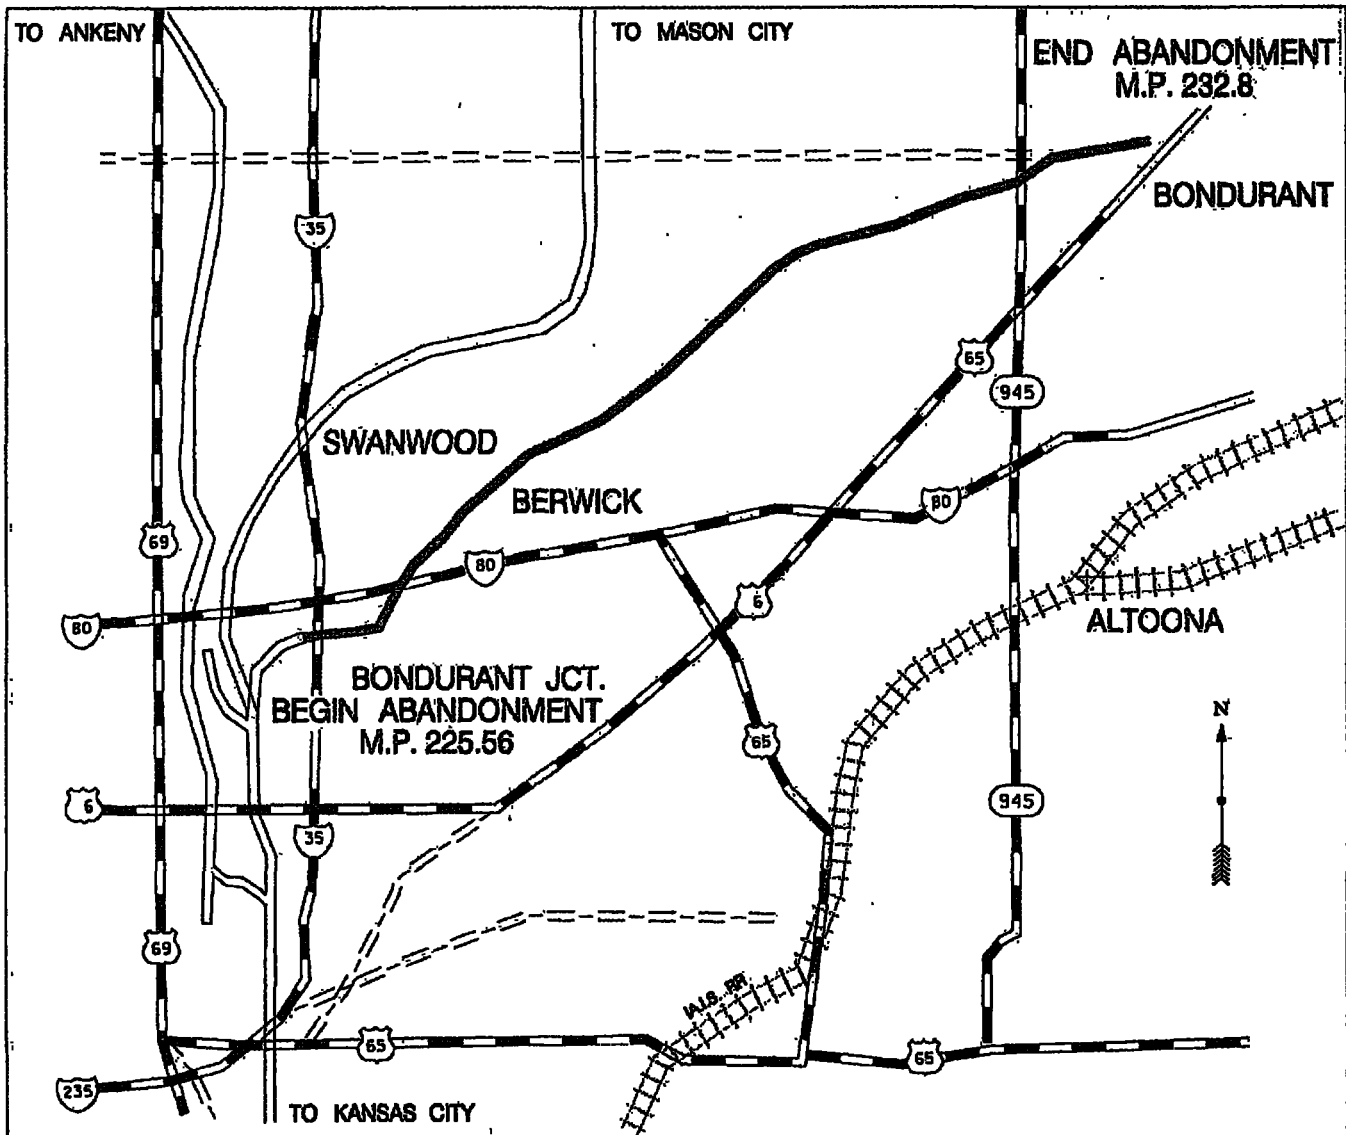 TO ANKENY
TO MASON CITY
END ABANDONMENT
M.P. 232.8
BONDURANT
35
65
945
SWANWOOD
BERWICK
80
69
80
6
80
ALTOONA
BONDURANT JCT.
BEGIN ABANDONMENT
M.P. 225.56
N
65
6
945
35
69
IA.I.S. RR.
65
65
235
TO KANSAS CITY